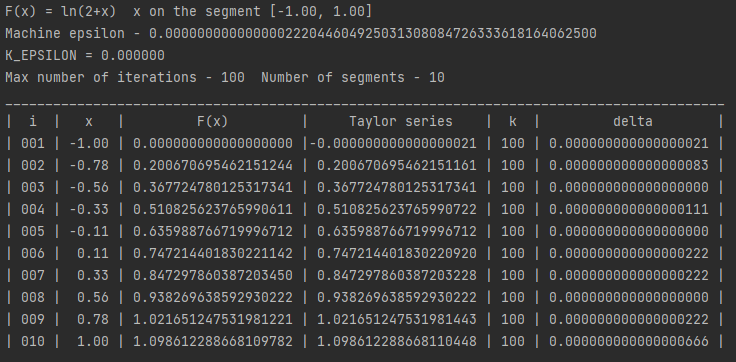 F(x) = ln(2+x)  x on the segment [-1.00, 1.00]
Machine epsilon - 0.00000000000000022204460492503130808472633361816406​2500
K_EPSILON = 0.000000
Max number of iterations - 100  Number of segments - 10
| i | x | F(x) | Taylor series | k | delta |
| 001 | -1.00 | 0.000000000000000000 |-0.000000000000000021 | 100 | 0.000000000000000021 |
| 002 | -0.78 | 0.200670695462151244 | 0.200670695462151161 | 100 | 0.000000000000000083 |
| 003 | -0.56 | 0.367724780125317341 | 0.367724780125317341 | 100 | 0.000000000000000000 |
| 004 | -0.33 | 0.510825623765990611 | 0.510825623765990722 | 100 | 0.000000000000000111 |
| 005 | -0.11 | 0.635988766719996712 | 0.635988766719996712 | 100 | 0.000000000000000000 |
| 006 | 0.11 | 0.747214401830221142 | 0.747214401830220920 | 100 | 0.000000000000000222 |
| 007 | 0.33 | 0.847297860387203450 | 0.847297860387203228 | 100 | 0.000000000000000222 |
| 008 | 0.56 | 0.938269638592930222 | 0.938269638592930222 | 100 | 0.000000000000000000 |
| 009 | 0.78 | 1.021651247531981221 | 1.021651247531981443 | 100 | 0.000000000000000222 |
| 010 | 1.00 | 1.098612288668109782 | 1.098612288668110448 | 100 | 0.000000000000000666 |